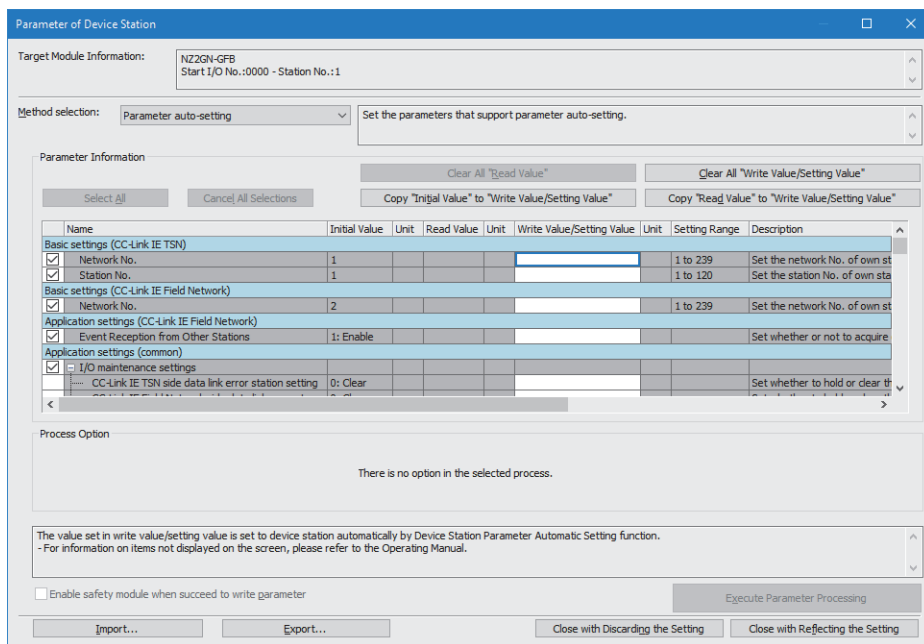 Parameter of Device Station
Target Module Information:
NZ2GN-GFB
Start I/O No.:0000 - Station No.:1
Method selection:
Parameter auto-setting
Set the parameters that support parameter auto-setting.
Parameter Information
Clear All "Read Value"
Clear All "Write Value/Setting Value"
Select All
Cancel All Selections
Copy "Initial Value" to "Write Value/Setting Value"
Copy "Read Value" to "Write Value/Setting Value"
Name Initial Value Unit Read Value Unit Write Value/Setting Value Unit Setting Range Description
Basic settings (CC-Link IE TSN)
Network No. 1 1 to 239 Set the network No. of own st
Station No. 1 1 to 120 Set the station No. of own sta
Basic settings (CC-Link IE Field Network)
Network No. 2 1 to 239 Set the network No. of own st
Application settings (CC-Link IE Field Network)
Event Reception from Other Stations 1: Enable Set whether or not to acquire
Application settings (common)
I/O maintenance settings
CC-Link IE TSN side data link error station setting 0: Clear Set whether to hold or clear th
Process Option
There is no option in the selected process.
The value set in write value/setting value is set to device station automatically by Device Station Parameter Automatic Setting function.
- For information on items not displayed on the screen, please refer to the Operating Manual.
Enable safety module when succeed to write parameter
Execute Parameter Processing
Import...
Export...
Close with Discarding the Setting
Close with Reflecting the Setting